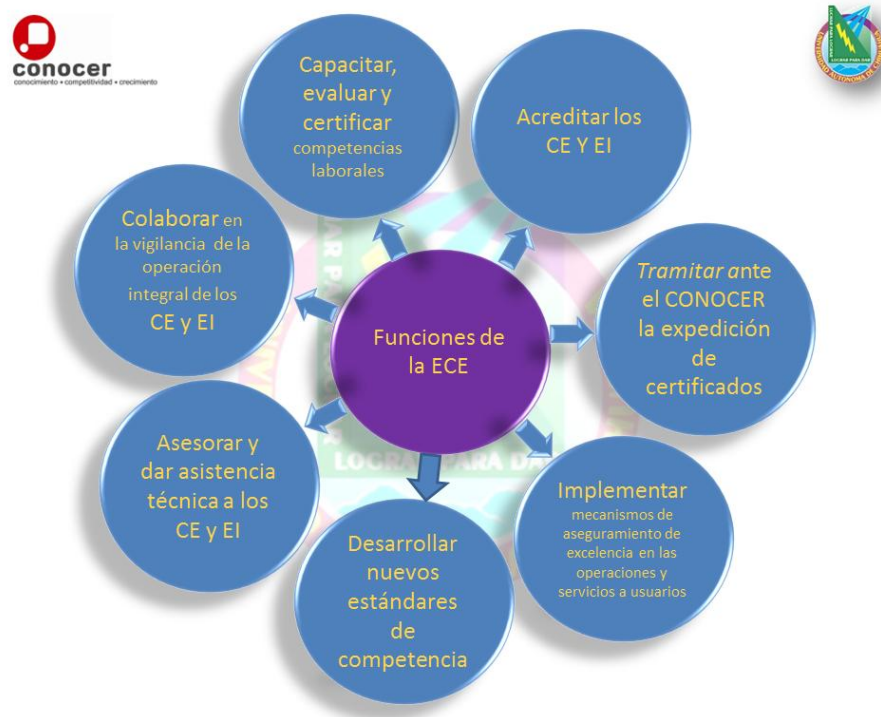 conocer
conocimiento • competitividad • crecimiento
Capacitar,
evaluar y
certificar
competencias
laborales
Acreditar los
CE Y EI
Tramitar ante
el CONOCER
la expedición
de
certificados
Implementar
mecanismos de
aseguramiento de
excelencia en las
operaciones y
servicios a usuarios
Desarrollar
nuevos
estándares
de
competencia
Asesorar y
dar asistencia
técnica a los
CE y EI
Colaborar en
la vigilancia de la
operación
integral de los
CE y EI
Funciones de
la ECE
LOGRAR PARA DAR